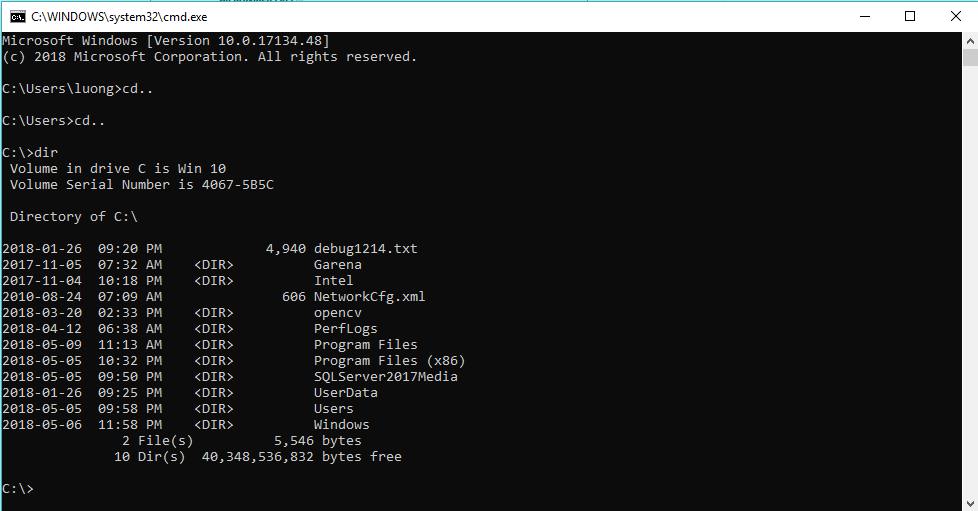 C:\WINDOWS\system32\cmd.exe
Microsoft Windows [Version 10.0.17134.48]
(c) 2018 Microsoft Corporation. All rights reserved.
C:\Users\luong>cd..
C:\Users>cd..
C:\>dir
 Volume in drive C is Win 10
 Volume Serial Number is 4067-5B5C
 Directory of C:\
2018-01-26  09:20 PM             4,940 debug1214.txt
2017-11-05  07:32 AM    <DIR>          Garena
2017-11-04  10:18 PM    <DIR>          Intel
2010-08-24  07:09 AM               606 NetworkCfg.xml
2018-03-20  02:33 PM    <DIR>          opencv
2018-04-12  06:38 AM    <DIR>          PerfLogs
2018-05-09  11:13 AM    <DIR>          Program Files
2018-05-05  10:32 PM    <DIR>          Program Files (x86)
2018-05-05  09:50 PM    <DIR>          SQLServer2017Media
2018-01-26  09:25 PM    <DIR>          UserData
2018-05-05  09:58 PM    <DIR>          Users
2018-05-06  11:58 PM    <DIR>          Windows
               2 File(s)          5,546 bytes
              10 Dir(s)  40,348,536,832 bytes free
C:\>